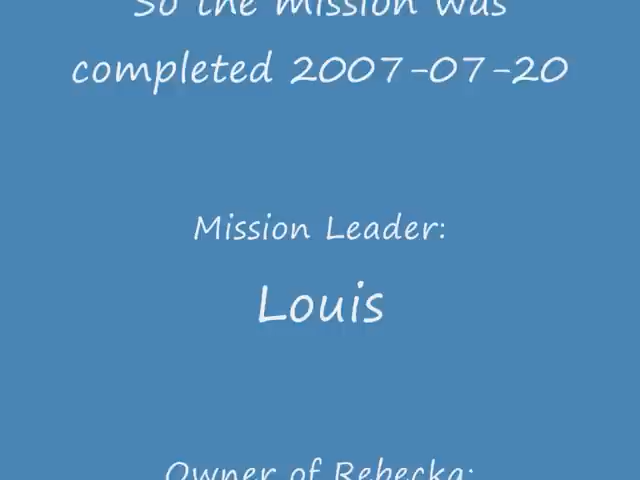 So the mission was
completed 2007-07-20
Mission Leader:
Louis
Owner of Rebecka: